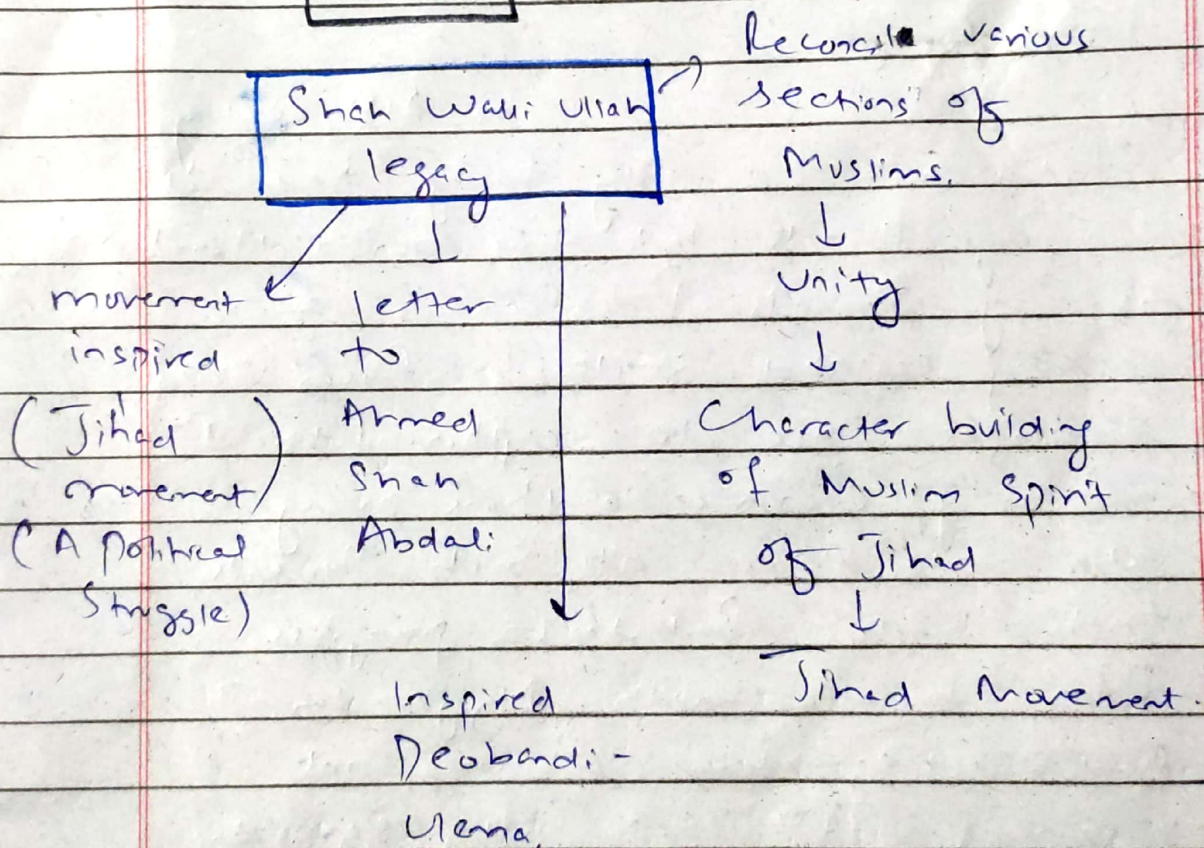 Shah Wali Ullah
legacy
Reconcile various
sections of
Muslims.
Unity
Character building
of Muslim Spirit
of Jihad
Jihad Movement.
movement
inspired
(Jihad
movement)
(A Political
Struggle)
letter
to
Ahmed
Shah
Abdali
Inspired
Deobandi-
Ulema